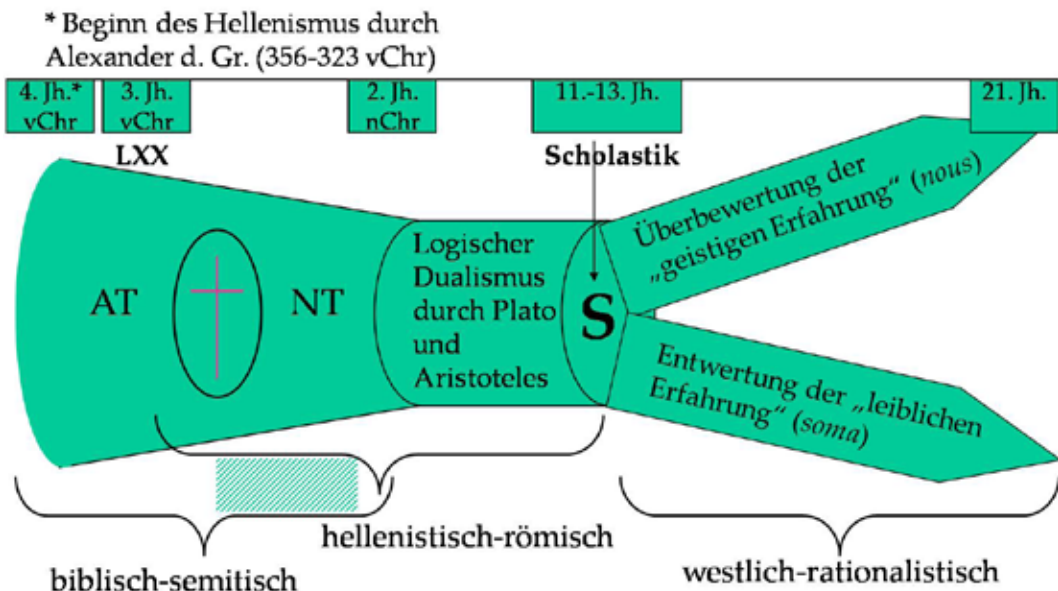 * Beginn des Hellenismus durch
Alexander d. Gr. (356-323 vChr)
4. Jh.*
vChr
3. Jh.
vChr
2. Jh.
nChr
11.-13. Jh.
21. Jh.
LXX
Scholastik
AT
NT
Logischer
Dualismus
durch Plato
und
Aristoteles
S
Überbewertung der
„geistigen Erfahrung“ (nous)
Entwertung der „leiblichen
Erfahrung“ (soma)
hellenistisch-römisch
biblisch-semitisch
westlich-rationalistisch